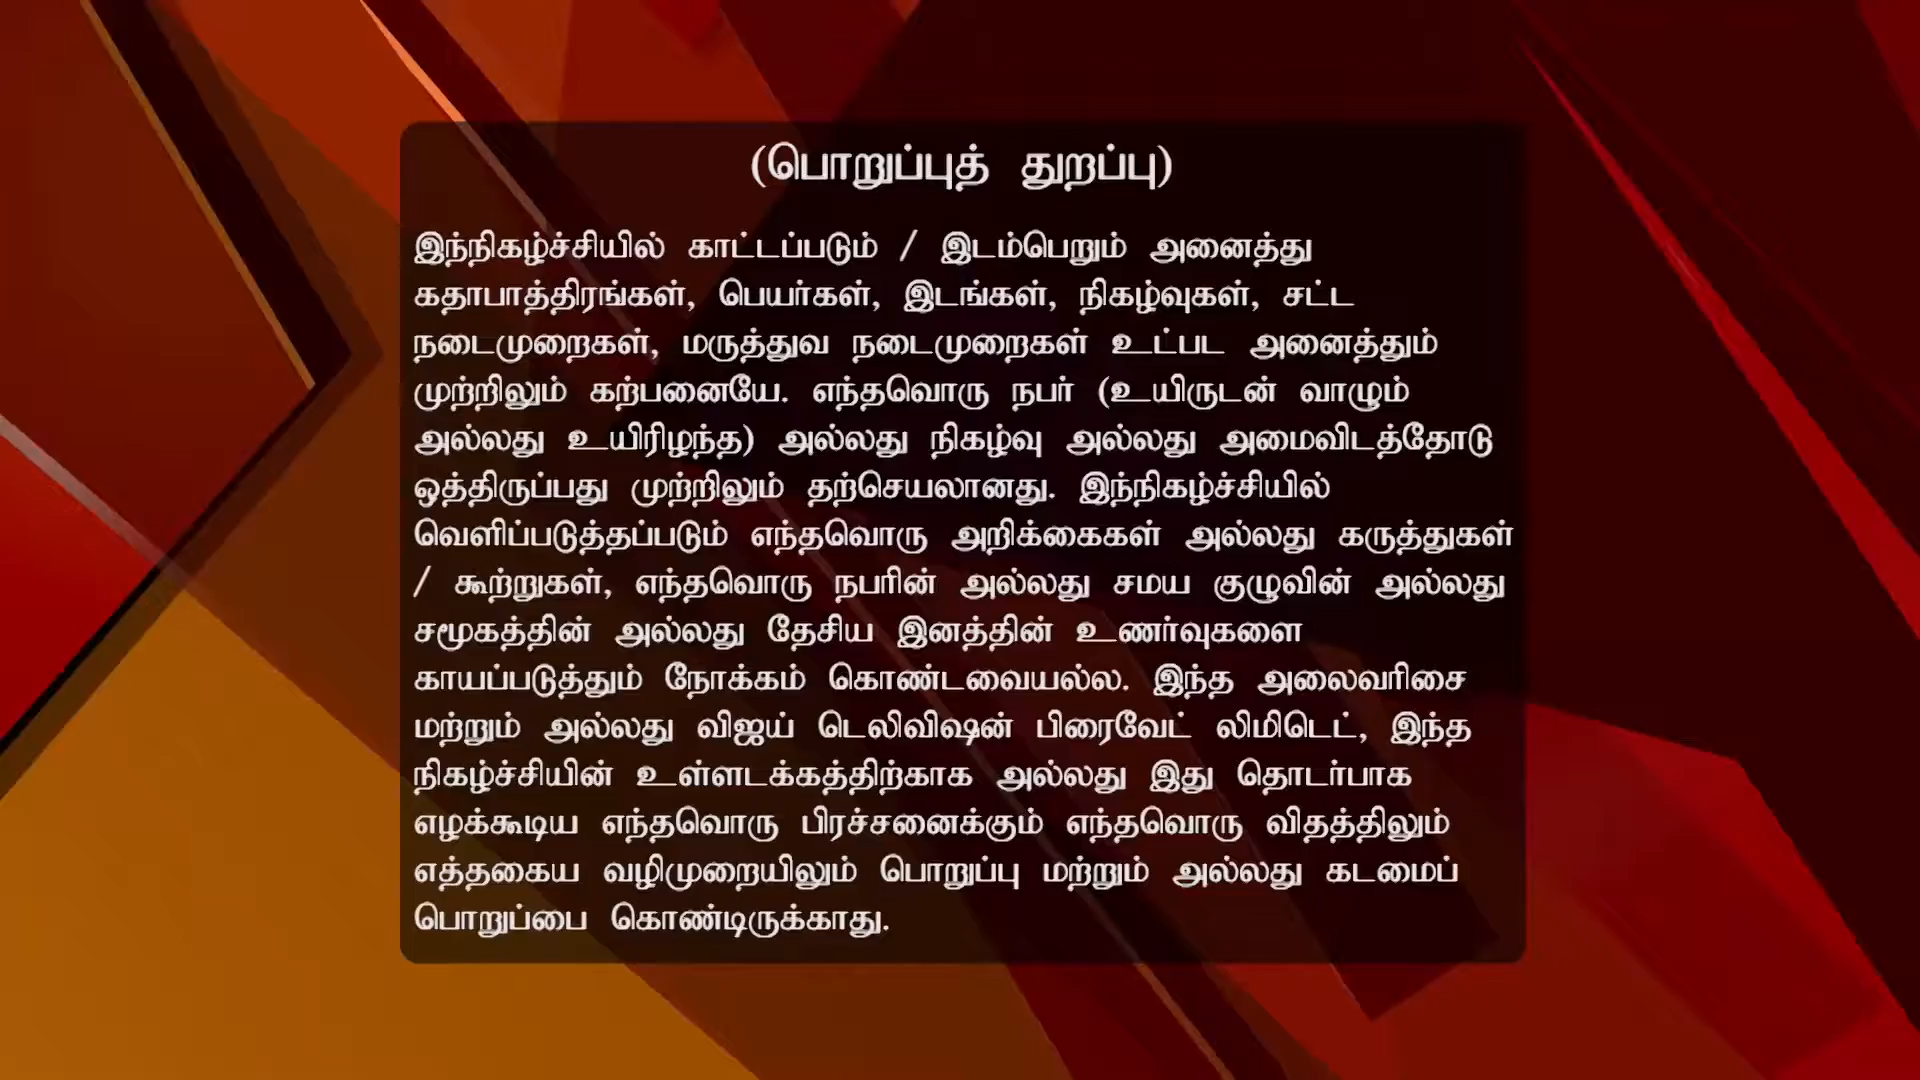 (பொறுப்புத் துறப்பு)
இந்நிகழ்ச்சியில் காட்டப்படும் / இடம்பெறும் அனைத்து
கதாபாத்திரங்கள், பெயர்கள், இடங்கள், நிகழ்வுகள், சட்ட
நடைமுறைகள், மருத்துவ நடைமுறைகள் உட்பட அனைத்தும்
முற்றிலும் கற்பனையே. எந்தவொரு நபர் (உயிருடன் வாழும்
அல்லது உயிரிழந்த) அல்லது நிகழ்வு அல்லது அமைவிடத்தோடு
ஒத்திருப்பது முற்றிலும் தற்செயலானது. இந்நிகழ்ச்சியில்
வெளிப்படுத்தப்படும் எந்தவொரு அறிக்கைகள் அல்லது கருத்துகள்
/ கூற்றுகள், எந்தவொரு நபரின் அல்லது சமய குழுவின் அல்லது
சமூகத்தின் அல்லது தேசிய இனத்தின் உணர்வுகளை
காயப்படுத்தும் நோக்கம் கொண்டவையல்ல. இந்த அலைவரிசை
மற்றும் அல்லது விஜய் டெலிவிஷன் பிரைவேட் லிமிடெட், இந்த
நிகழ்ச்சியின் உள்ளடக்கத்திற்காக அல்லது இது தொடர்பாக
எழக்கூடிய எந்தவொரு பிரச்சனைக்கும் எந்தவொரு விதத்திலும்
எத்தகைய வழிமுறையிலும் பொறுப்பு மற்றும் அல்லது கடமைப்
பொறுப்பை கொண்டிருக்காது.